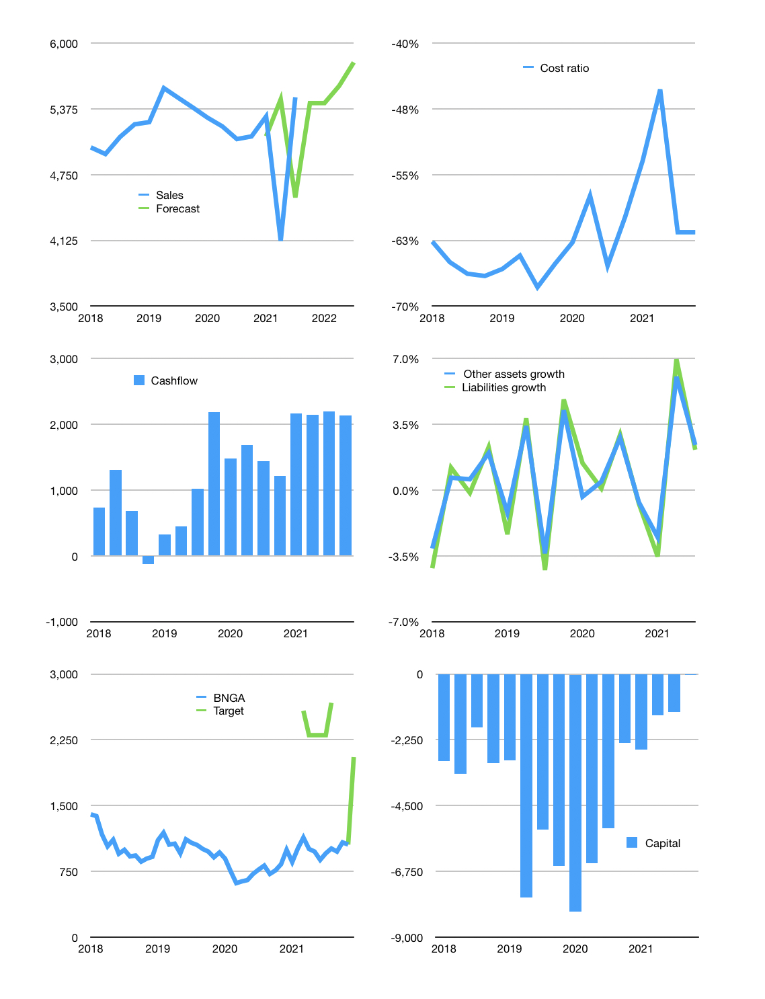 6,000
5,375
4,750
4,125
3,500
Sales
Forecast
2018 2019 2020 2021 2022
-40%
-48%
-55%
-63%
-70%
Cost ratio
2018 2019 2020 2021
3,000
2,000
1,000
0
-1,000
Cashflow
2018 2019 2020 2021
7.0%
3.5%
0.0%
-3.5%
-7.0%
Other assets growth
Liabilities growth
2018 2019 2020 2021
3,000
2,250
1,500
750
0
BNGA
Target
2018 2019 2020 2021
0
-2,250
-4,500
-6,750
-9,000
Capital
2018 2019 2020 2021